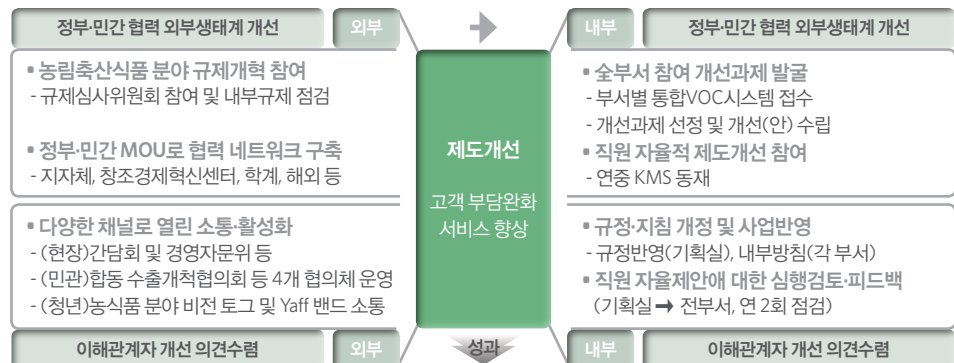 정부·민간 협력 외부생태계 개선
외부
• 농림축산식품 분야 규제개혁 참여
- 규제심사위원회 참여 및 내부규제 점검
• 정부·민간 MOU로 협력 네트워크 구축
- 지자체, 창조경제혁신센터, 학계, 해외 등
• 다양한 채널로 열린 소통·활성화
- (현장)간담회 및 경영자문위 등
- (민관)합동 수출개척협의회 등 4개 협의체 운영
- (청년)농식품 분야 비전 토그 및 Yaff 밴드 소통
이해관계자 개선 의견수렴
외부
제도개선
고객 부담완화
서비스 향상
성과
내부
정부·민간 협력 외부생태계 개선
• 全부서 참여 개선과제 발굴
- 부서별 통합VOC시스템 접수
- 개선과제 선정 및 개선(안) 수립
• 직원 자율적 제도개선 참여
- 연중 KMS 동재
• 규정·지침 개정 및 사업반영
- 규정반영(기획실), 내부방침(각 부서)
• 직원 자율제안애 대한 심행검토·피드백
(기획실 ➡ 전부서, 연 2회 점검)
내부
이해관계자 개선 의견수렴